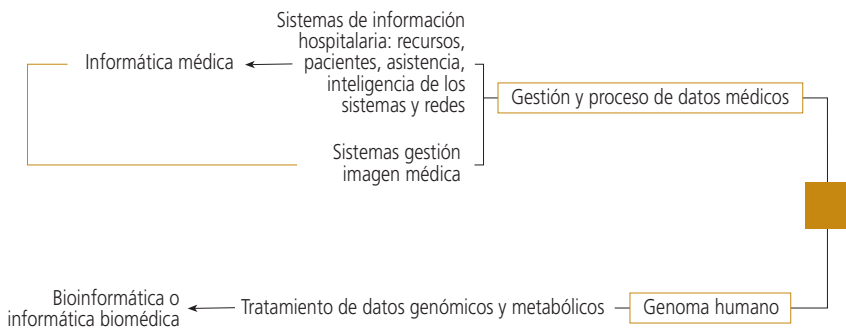 Sistemas de información
hospitalaria: recursos,
pacientes, asistencia,
inteligencia de los
sistemas y redes
Informática médica
Gestión y proceso de datos médicos
Sistemas gestión
imagen médica
Bioinformática o
informática biomédica
Tratamiento de datos genómicos y metabólicos
Genoma humano